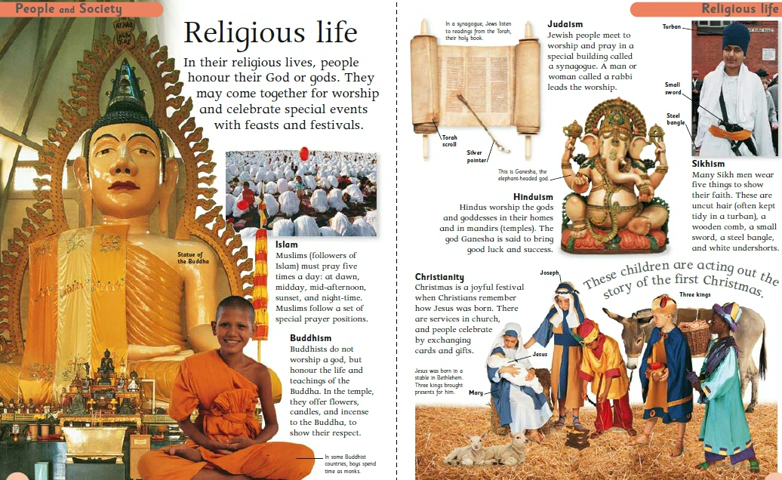 People and Society
Religious life
In their religious lives, people
honour their God or gods. They
may come together for worship
and celebrate special events
with feasts and festivals.
Statue of
the Buddha
Islam
Muslims (followers of
Islam) must pray five
times a day: at dawn,
midday, mid-afternoon,
sunset, and night-time.
Muslims follow a set of
special prayer positions.
Buddhism
Buddhists do not
worship a god, but
honour the life and
teachings of the
Buddha. In the temple,
they offer flowers,
candles, and incense
to the Buddha, to
show their respect.
In some Buddhist
countries, boys spend
time as monks.
Religious life
In a synagogue, Jews listen
to readings from the Torah,
their holy book.
Torah
scroll
Silver
pointer
Judaism
Jewish people meet to
worship and pray in a
special building called
a synagogue. A man or
woman called a rabbi
leads the worship.
Turban
Small
sword
Steel
bangle
This is Ganesha, the
elephant-headed god.
Hinduism
Hindus worship the gods
and goddesses in their homes
and in mandirs (temples). The
god Ganesha is said to bring
good luck and success.
Sikhism
Many Sikh men wear
five things to show
their faith. These are
uncut hair (often kept
tidy in a turban), a
wooden comb, a small
sword, a steel bangle,
and white undershorts.
Christianity
Christmas is a joyful festival
when Christians remember
how Jesus was born. There
are services in church,
and people celebrate
by exchanging
cards and gifts.
Jesus was born in a
stable in Bethlehem.
Three kings brought
presents for him.
These children are acting out the
story of the first Christmas.
Joseph
Jesus
Mary
Three kings